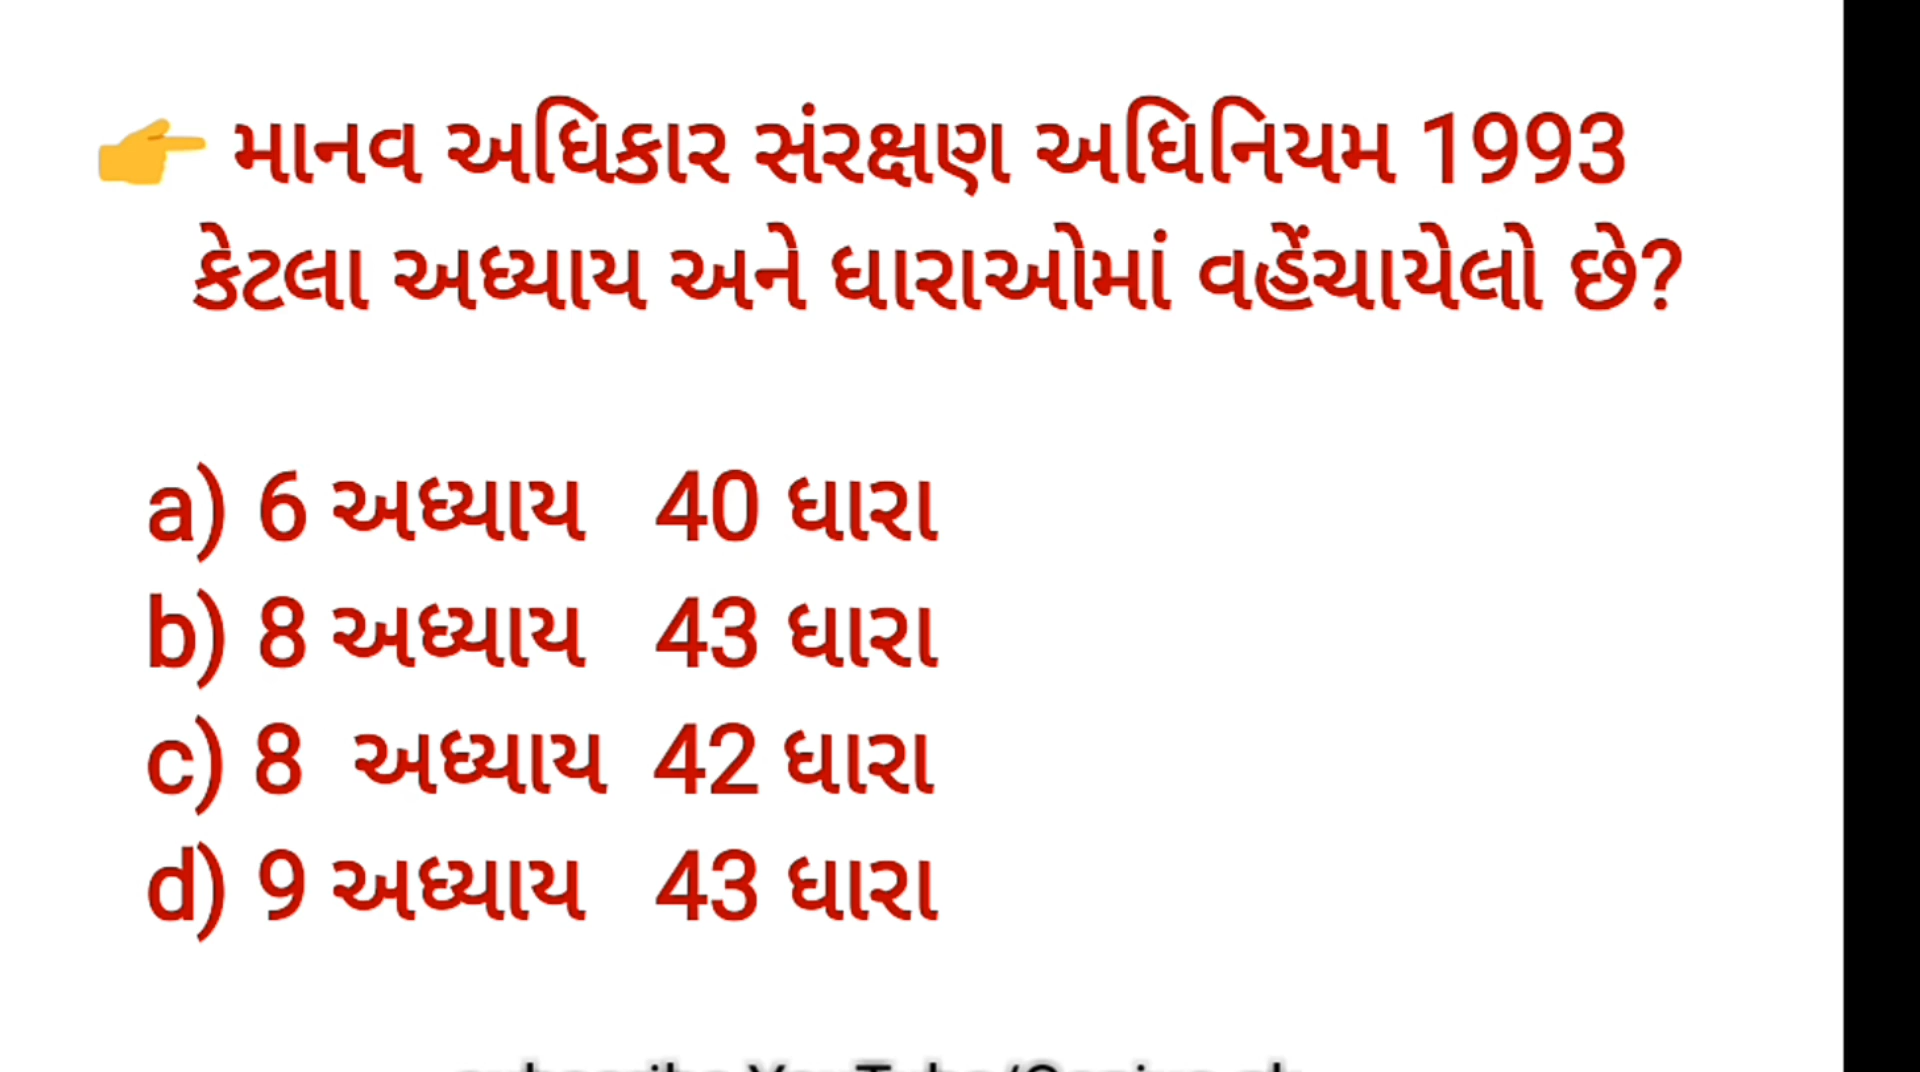 👉 માનવ અધિકાર સંરક્ષણ અધિનિયમ 1993
કેટલા અધ્યાય અને ધારાઓમાં વહેંચાયેલો છે?
a) 6 અધ્યાય 40 ધારા
b) 8 અધ્યાય 43 ધારા
c) 8 અધ્યાય 42 ધારા
d) 9 અધ્યાય 43 ધારા